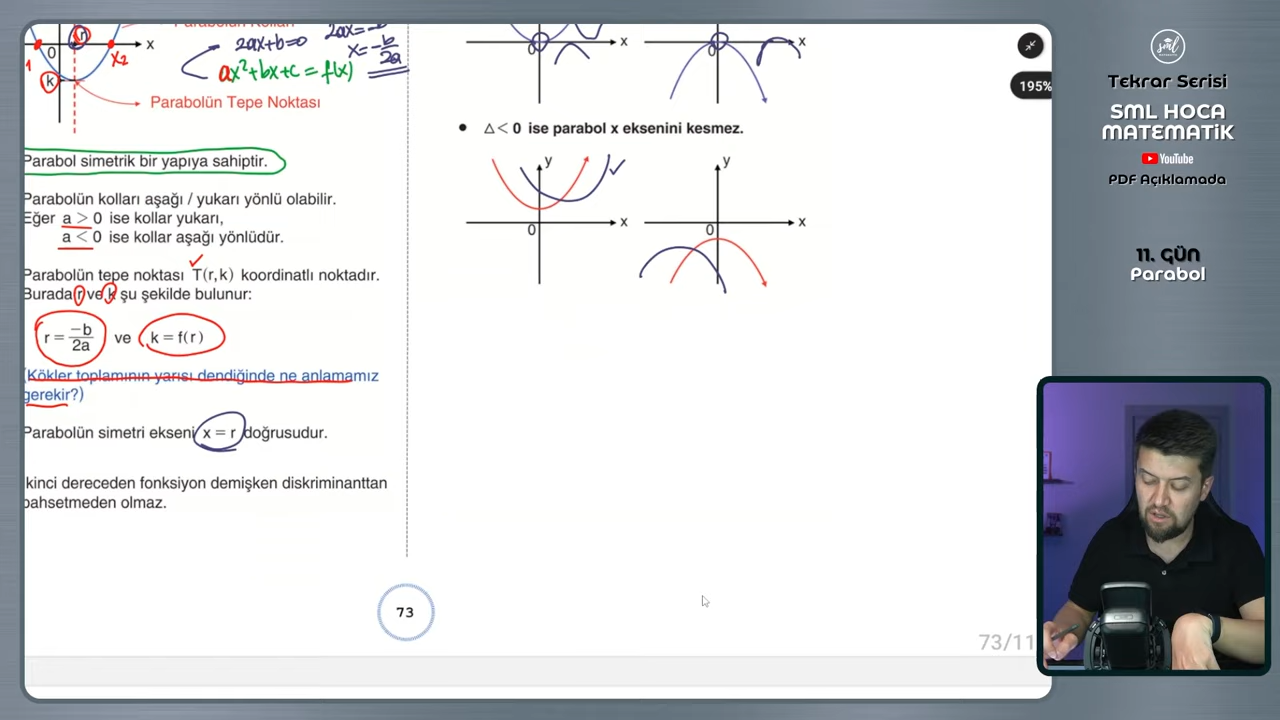 0
r
x
1
x2
k
2ax+b=0
2ax=-b
x=-b/2a
ax²+bx+c=f(x)
Parabolün Tepe Noktası
Parabol simetrik bir yapıya sahiptir.
Parabolün kolları aşağı / yukarı yönlü olabilir.
Eğer a > 0 ise kollar yukarı,
a < 0 ise kollar aşağı yönlüdür.
Parabolün tepe noktası T(r,k) koordinatlı noktadır.
Burada r ve k şu şekilde bulunur:
r = -b/2a ve k = f(r)
(Kökler toplamının yarısı dendiğinde ne anlamamız
gerekir?)
Parabolün simetri ekseni x = r doğrusudur.
kinci dereceden fonksiyon demişken diskriminanttan
bahsetmeden olmaz.
73
0 x
0 x
• △< 0 ise parabol x eksenini kesmez.
y
x
0
y
x
0
195%
73/11
sml
Tekrar Serisi
SML HOCA
MATEMATİK
YouTube
PDF Açıklamada
11. GÜN
Parabol